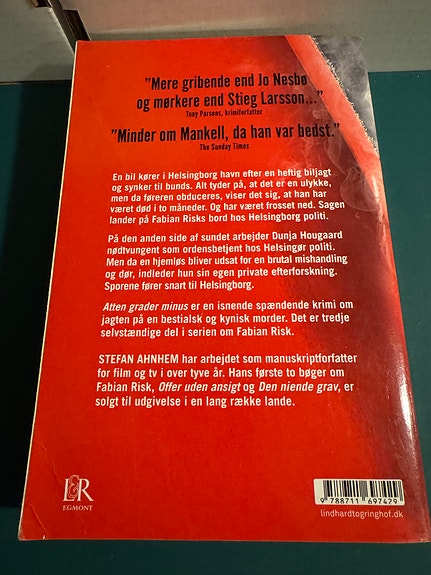 "Mere gribende end Jo Nesbø
og mørkere end Stieg Larsson..."
Tony Parsons, krimiforfatter
"Minder om Mankell, da han var bedst."
The Sunday Times
En bil kører i Helsingborg havn efter en heftig biljagt
og synker til bunds. Alt tyder på, at det er en ulykke,
men da føreren obduceres, viser det sig, at han har
været død i to måneder. Og har været frosset ned. Sagen
lander på Fabian Risks bord hos Helsingborg politi.
På den anden side af sundet arbejder Dunja Hougaard
nødtvungent som ordensbetjent hos Helsingør politi.
Men da en hjemløs bliver udsat for en brutal mishandling
og dør, indleder hun sin egen private efterforskning.
Sporene fører snart til Helsingborg.
Atten grader minus er en isnende spændende krimi om
jagten på en bestialsk og kynisk morder. Det er tredje
selvstændige del i serien om Fabian Risk.
STEFAN AHNHEM har arbejdet som manuskriptforfatter
for film og tv i over tyve år. Hans første to bøger om
Fabian Risk, Offer uden ansigt og Den niende grav, er
solgt til udgivelse i en lang række lande.
L&R
EGMONT
9 788711 697429
lindhardtogringhof.dk